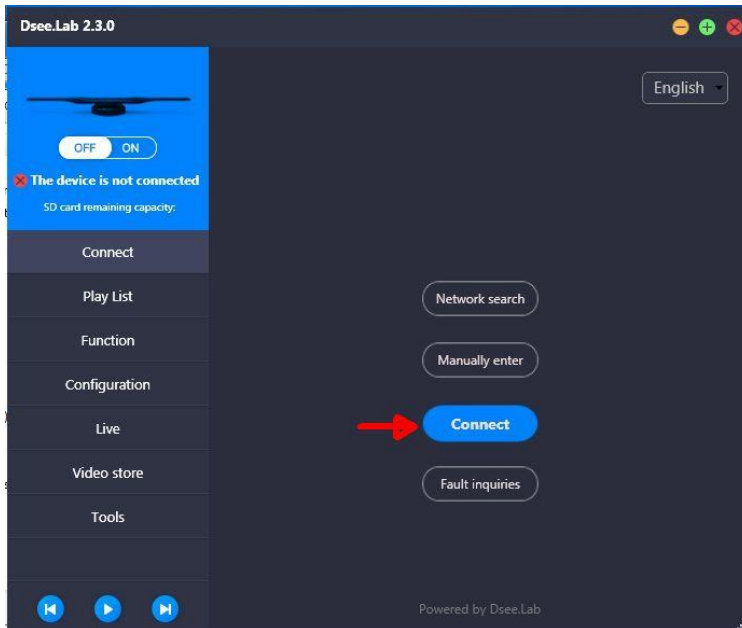 Dsee.Lab 2.3.0
English
OFF ON
The device is not connected
SD card remaining capacity:
Connect
Play List
Function
Configuration
Live
Video store
Tools
Network search
Manually enter
Connect
Fault inquiries
Powered by Dsee.Lab